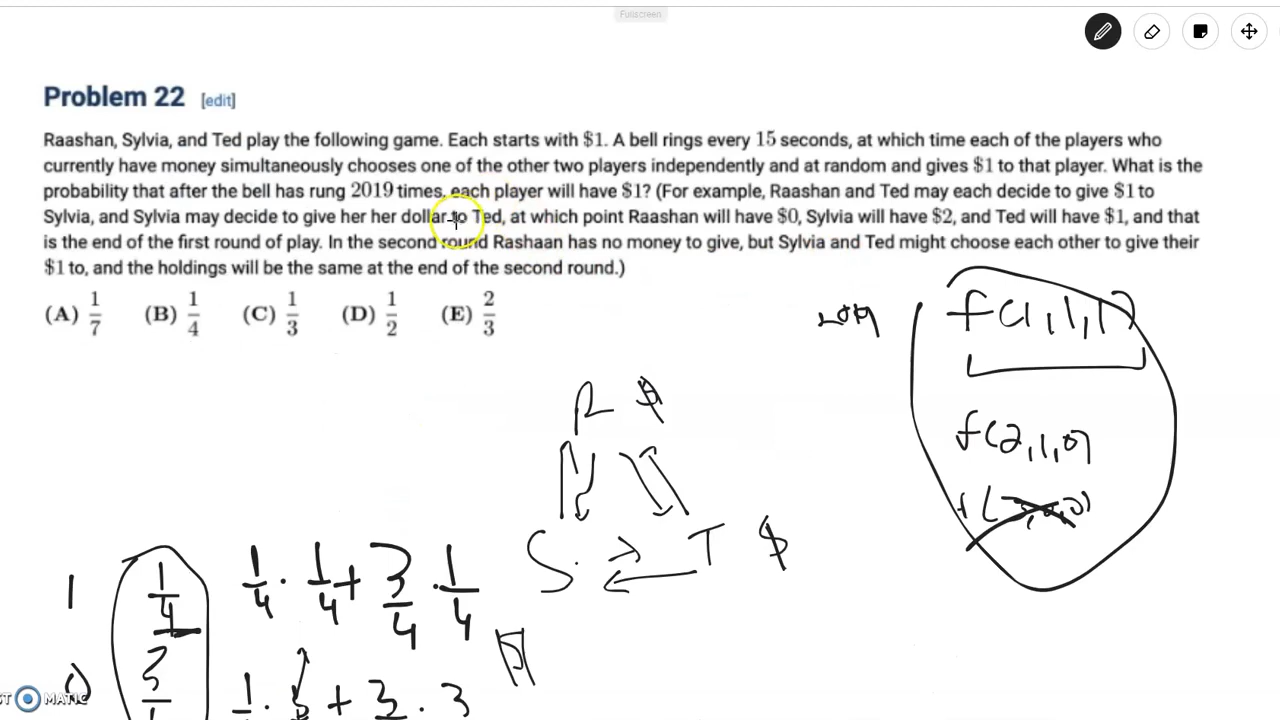 Fullscreen
Problem 22 [edit]
Raashan, Sylvia, and Ted play the following game. Each starts with $1. A bell rings every 15 seconds, at which time each of the players who
currently have money simultaneously chooses one of the other two players independently and at random and gives $1 to that player. What is the
probability that after the bell has rung 2019 times, each player will have $1? (For example, Raashan and Ted may each decide to give $1 to
Sylvia, and Sylvia may decide to give her her dollar to Ted, at which point Raashan will have $0, Sylvia will have $2, and Ted will have $1, and that
is the end of the first round of play. In the second round Rashaan has no money to give, but Sylvia and Ted might choose each other to give their
$1 to, and the holdings will be the same at the end of the second round.)
(A) 1/7 (B) 1/4 (C) 1/3 (D) 1/2 (E) 2/3
2019 f(1,1,1)
f(2,1,0)
R $
S T $
1 1/4 1/4 · 1/4 + 3/4 · 1/4
MATIC